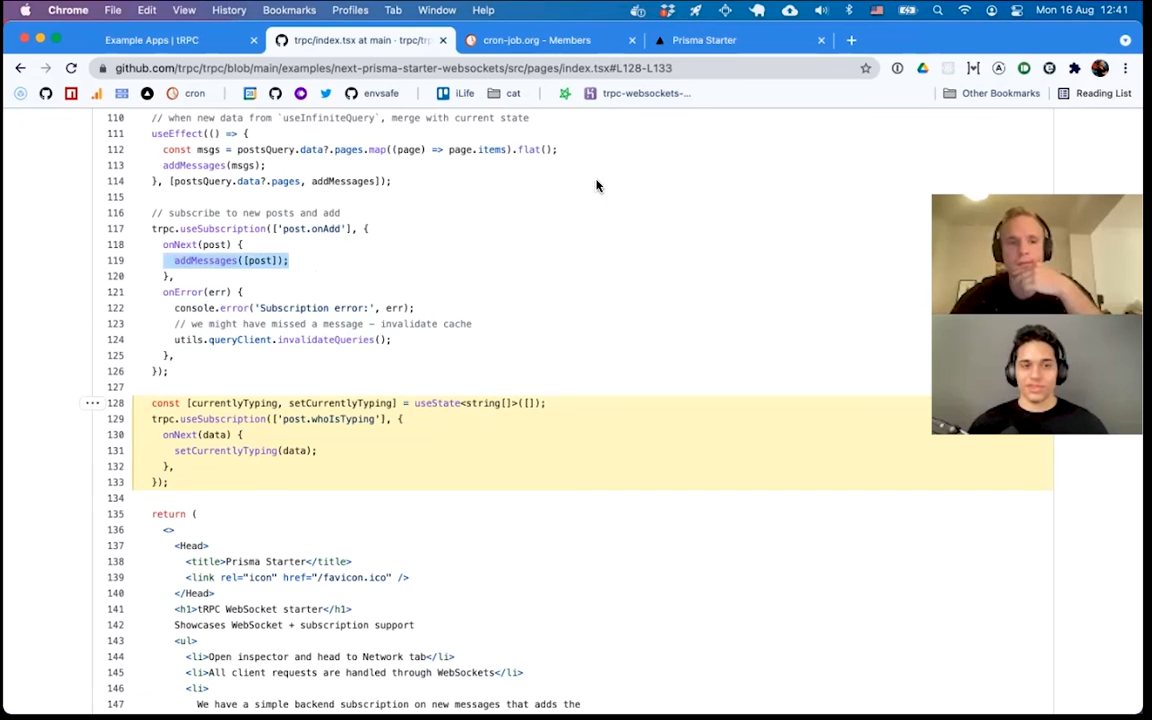 Chrome File Edit View History Bookmarks Profiles Tab Window Help Mon 16 Aug 12:41
Example Apps | tRPC trpc/index.tsx at main · trpc/tr cron-job.org - Members Prisma Starter
github.com/trpc/trpc/blob/main/examples/next-prisma-starter-websockets/src/pages/index.tsx#L128-L133
cron envsafe iLife cat trpc-websockets-... Other Bookmarks Reading List
110 // when new data from `useInfiniteQuery`, merge with current state
111 useEffect(() => {
112 const msgs = postsQuery.data?.pages.map((page) => page.items).flat();
113 addMessages(msgs);
114 }, [postsQuery.data?.pages, addMessages]);
115
116 // subscribe to new posts and add
117 trpc.useSubscription(['post.onAdd'], {
118 onNext(post) {
119 addMessages([post]);
120 },
121 onError(err) {
122 console.error('Subscription error:', err);
123 // we might have missed a message - invalidate cache
124 utils.queryClient.invalidateQueries();
125 },
126 });
127
128 const [currentlyTyping, setCurrentlyTyping] = useState<string[]>([]);
129 trpc.useSubscription(['post.whoIsTyping'], {
130 onNext(data) {
131 setCurrentlyTyping(data);
132 },
133 });
134
135 return (
136 <>
137 <Head>
138 <title>Prisma Starter</title>
139 <link rel="icon" href="/favicon.ico" />
140 </Head>
141 <h1>tRPC WebSocket starter</h1>
142 Showcases WebSocket + subscription support
143 <ul>
144 <li>Open inspector and head to Network tab</li>
145 <li>All client requests are handled through WebSockets</li>
146 <li>
147 We have a simple backend subscription on new messages that adds the